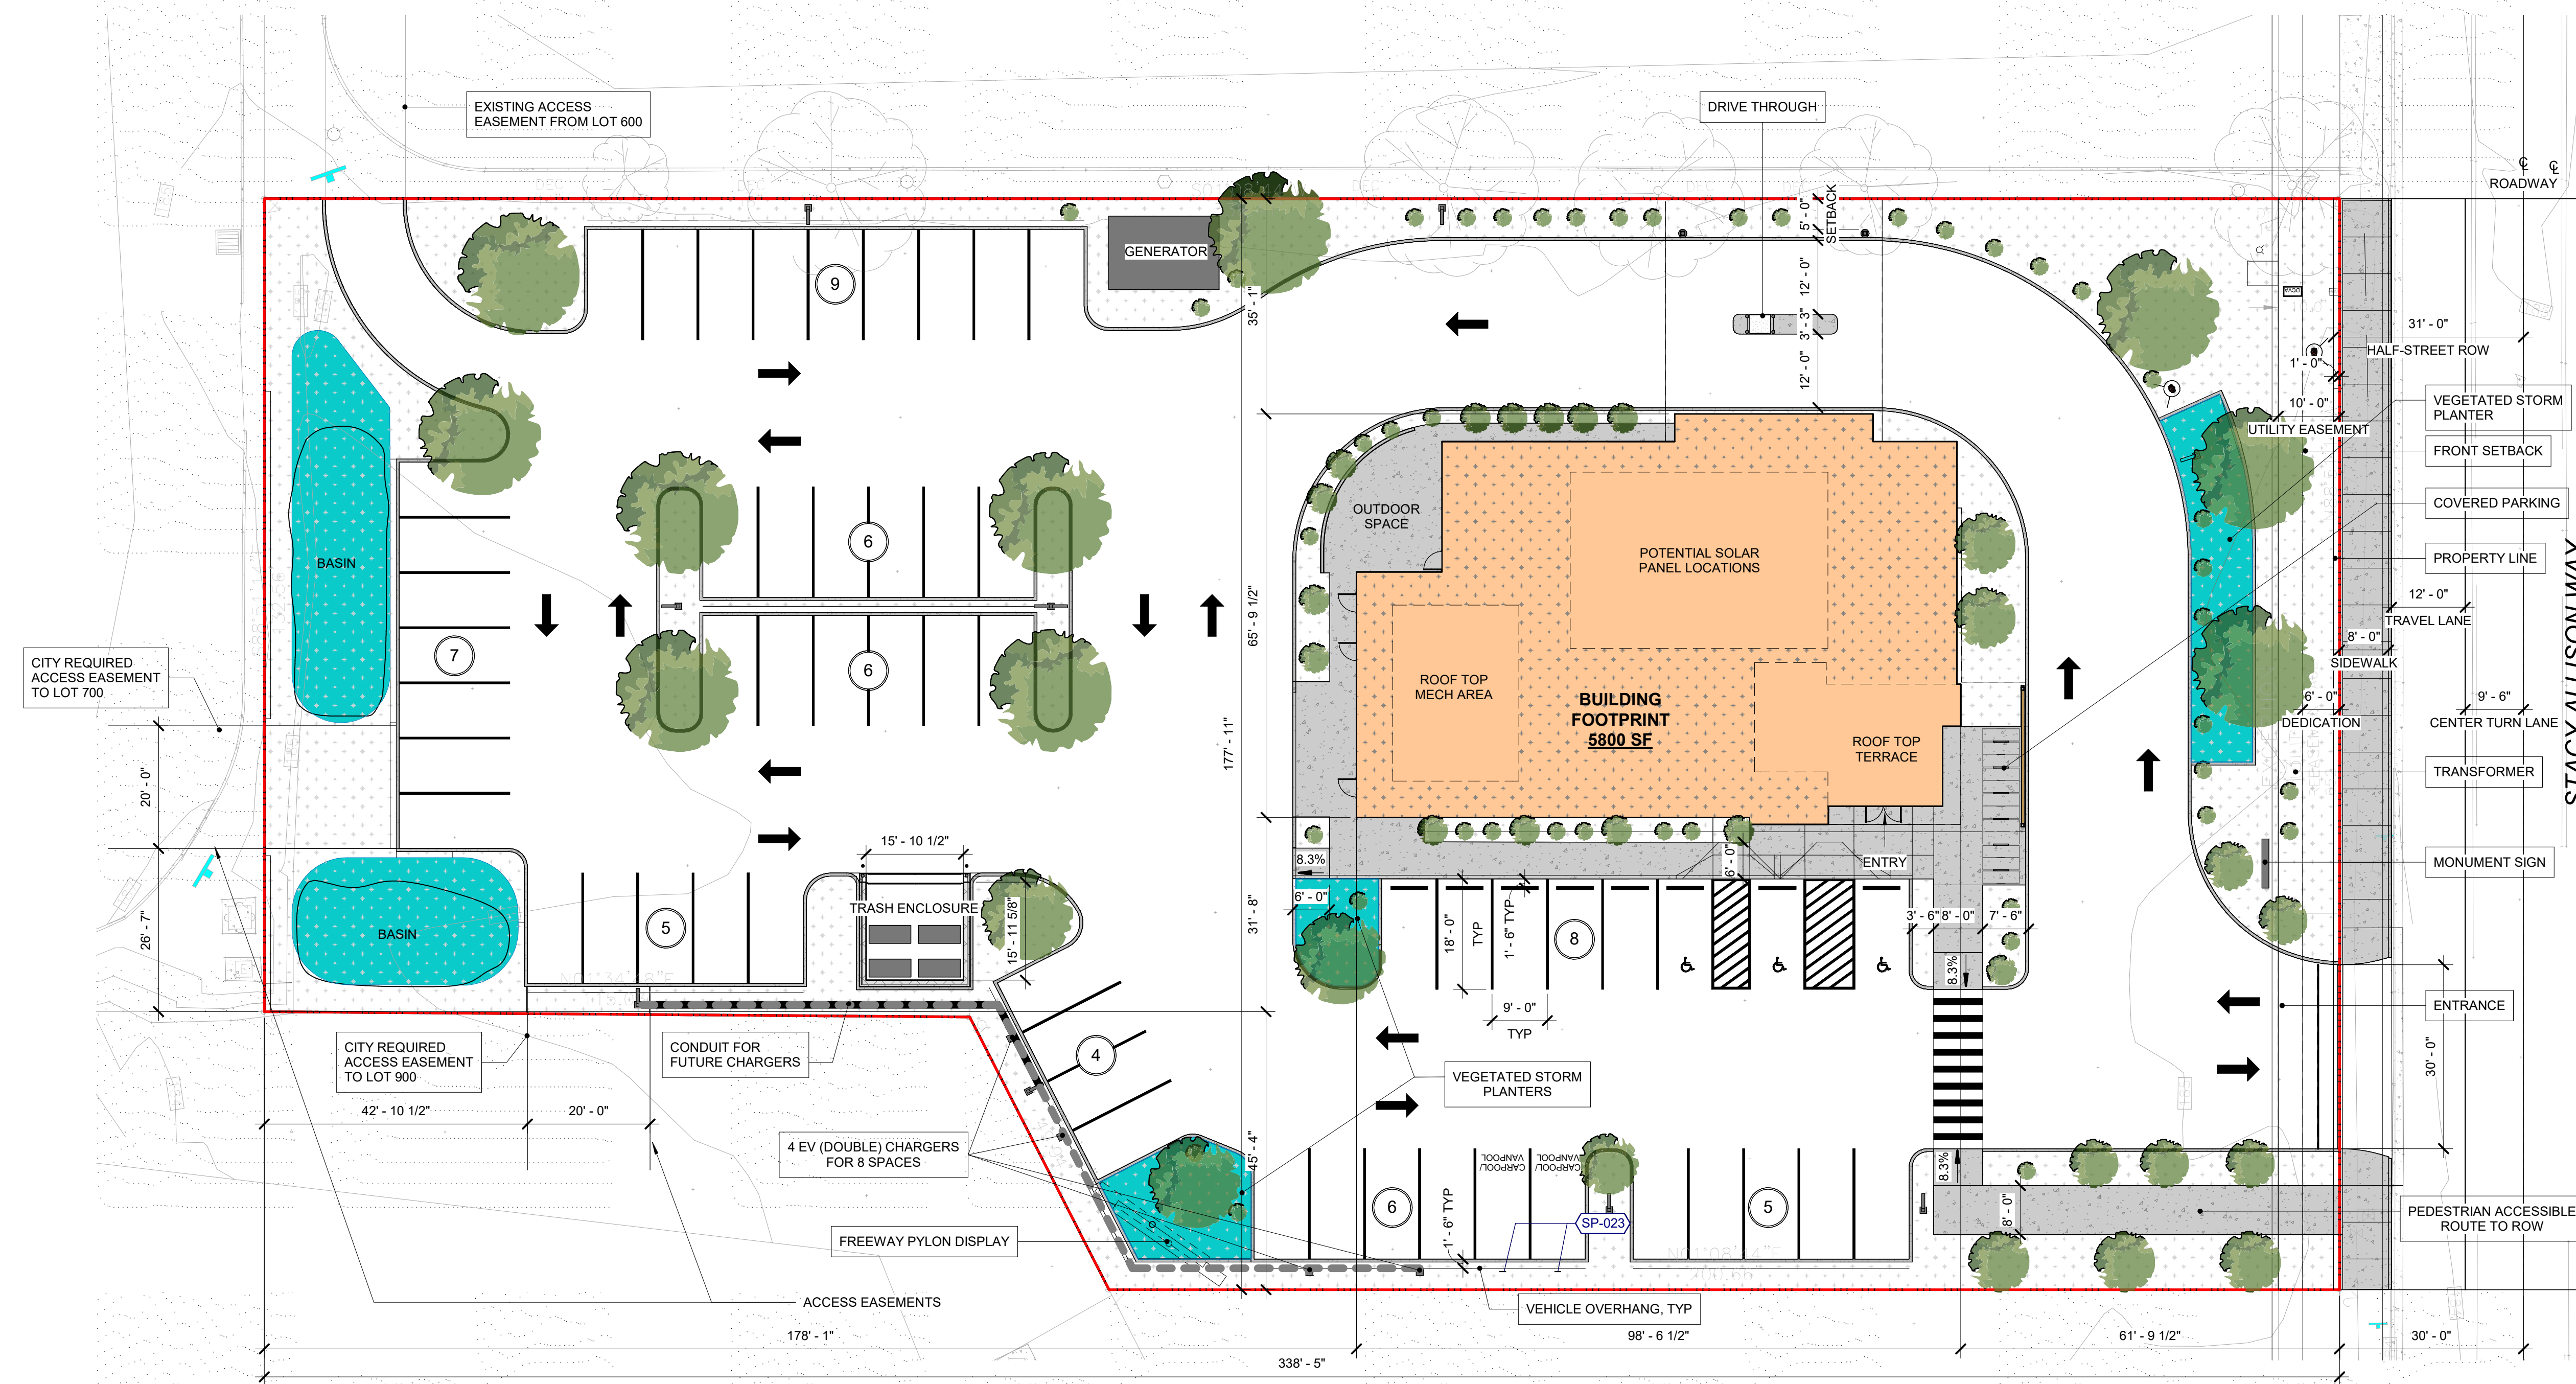 EXISTING ACCESS
EASEMENT FROM LOT 600
DRIVE THROUGH
℄ ℄
ROADWAY
5' - 0"
SETBACK
GENERATOR
9
35' - 1"
12' - 0"
3' - 3"
12' - 0"
31' - 0"
HALF-STREET ROW
1' - 0"
10' - 0"
UTILITY EASEMENT
VEGETATED STORM
PLANTER
FRONT SETBACK
COVERED PARKING
PROPERTY LINE
12' - 0"
TRAVEL LANE
8' - 0"
SIDEWALK
6' - 0"
DEDICATION
9' - 6"
CENTER TURN LANE
TRANSFORMER
MONUMENT SIGN
ENTRANCE
30' - 0"
PEDESTRIAN ACCESSIBLE
ROUTE TO ROW
OUTDOOR
SPACE
POTENTIAL SOLAR
PANEL LOCATIONS
ROOF TOP
MECH AREA
BUILDING
FOOTPRINT
5800 SF
ROOF TOP
TERRACE
ENTRY
6' - 0"
BASIN
6
6
7
65' - 9 1/2"
177' - 11"
CITY REQUIRED
ACCESS EASEMENT
TO LOT 700
20' - 0"
26' - 7"
BASIN
5
15' - 10 1/2"
TRASH ENCLOSURE
15' - 11 5/8"
31' - 8"
8.3%
6' - 0"
18' - 0"
TYP
1' - 6" TYP
8
9' - 0"
TYP
3' - 6"
8' - 0"
7' - 6"
8.3%
CITY REQUIRED
ACCESS EASEMENT
TO LOT 900
CONDUIT FOR
FUTURE CHARGERS
4
VEGETATED STORM
PLANTERS
42' - 10 1/2"
20' - 0"
4 EV (DOUBLE) CHARGERS
FOR 8 SPACES
45' - 4"
CARPOOL/
VANPOOL
CARPOOL/
VANPOOL
8.3%
6
1' - 6" TYP
SP-023
5
8' - 0"
FREEWAY PYLON DISPLAY
ACCESS EASEMENTS
VEHICLE OVERHANG, TYP
178' - 1"
98' - 6 1/2"
61' - 9 1/2"
30' - 0"
338' - 5"